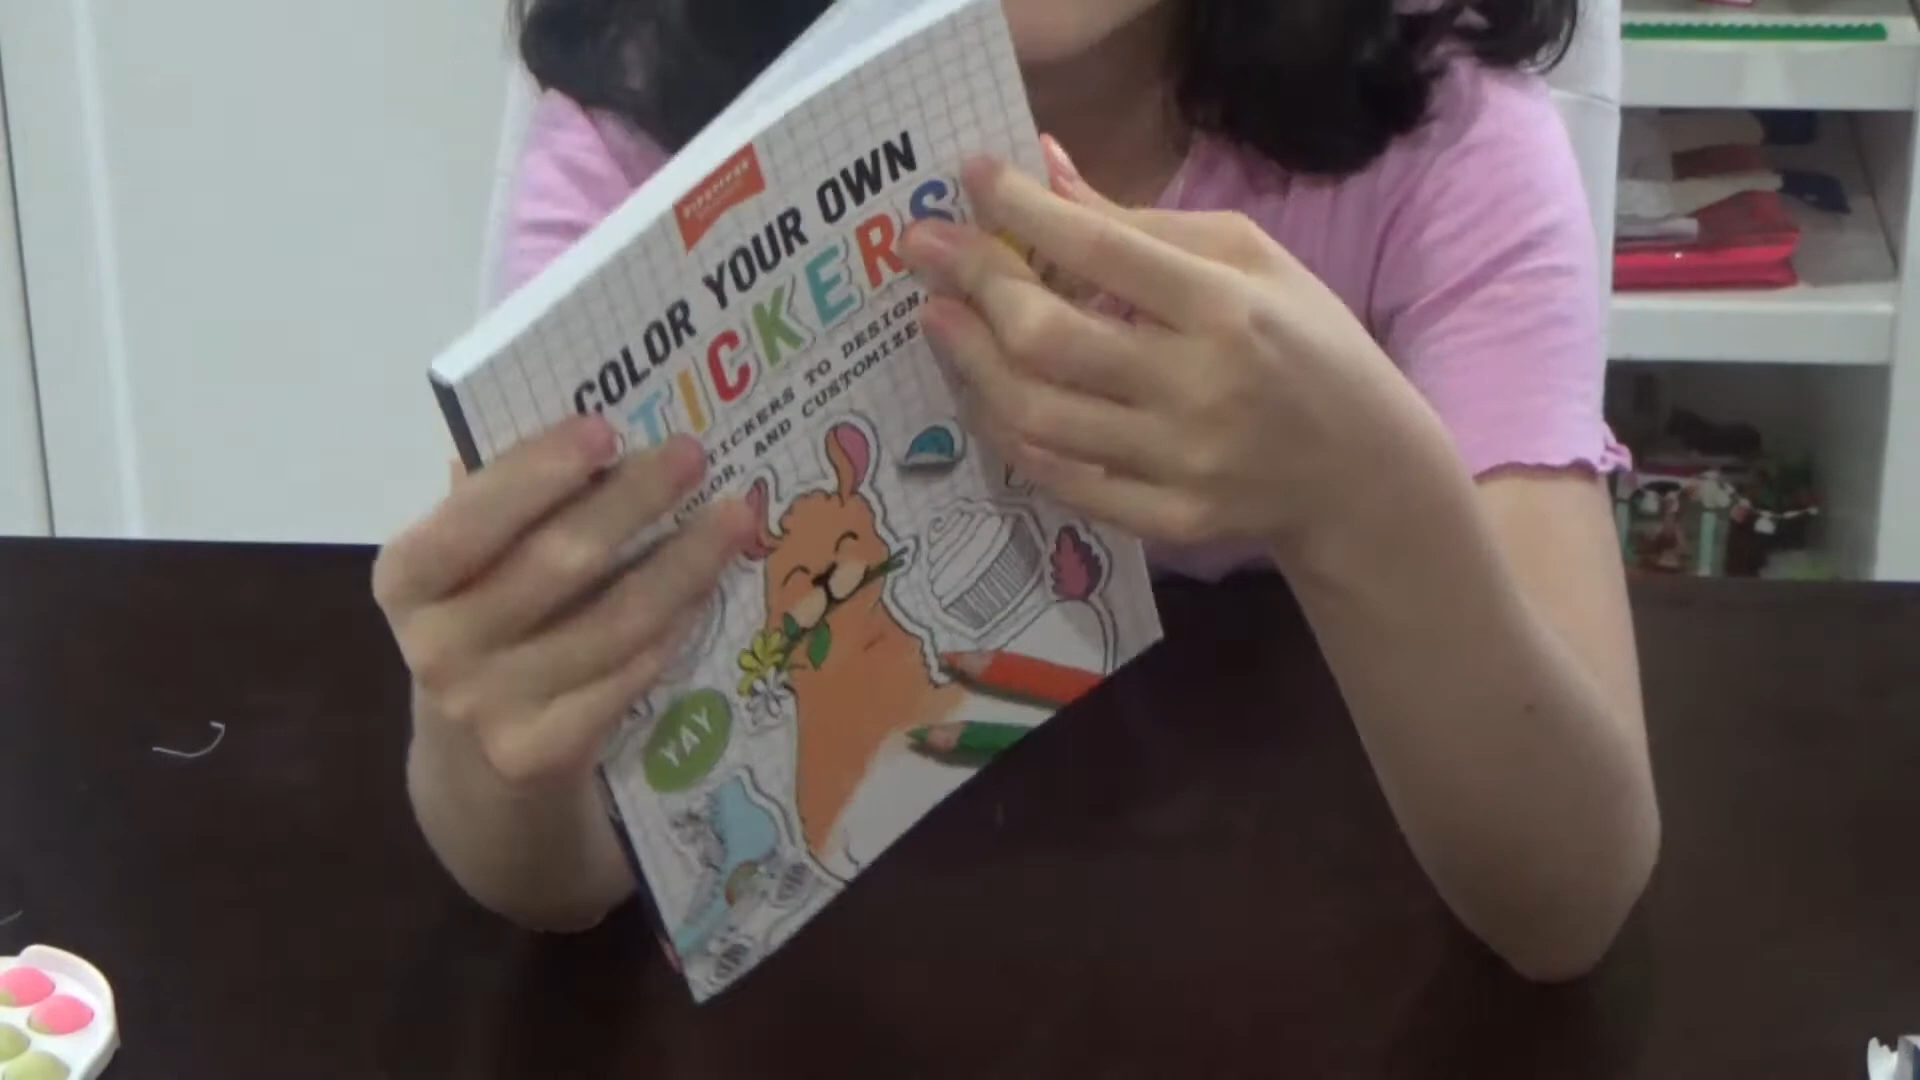 COLOR YOUR OWN
STICKERS
STICKERS TO DESIGN,
COLOR, AND CUSTOMIZE
YAY